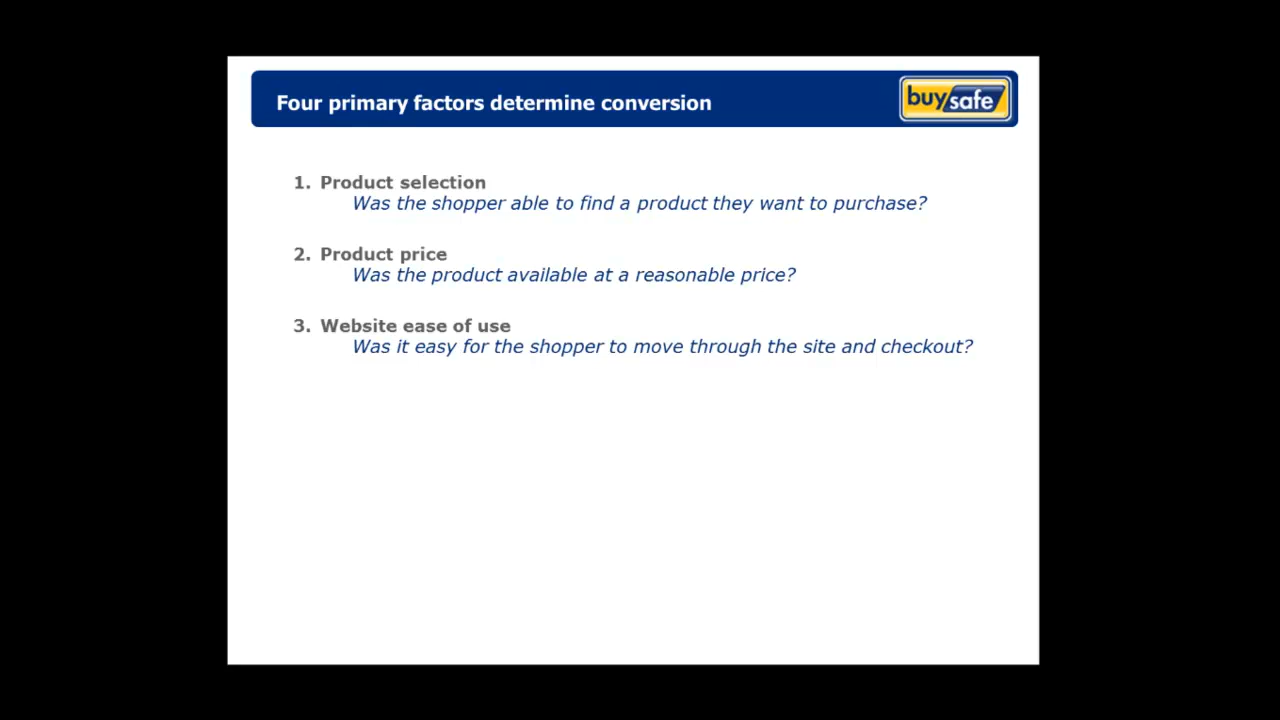 Four primary factors determine conversion
buy safe
1. Product selection
Was the shopper able to find a product they want to purchase?
2. Product price
Was the product available at a reasonable price?
3. Website ease of use
Was it easy for the shopper to move through the site and checkout?